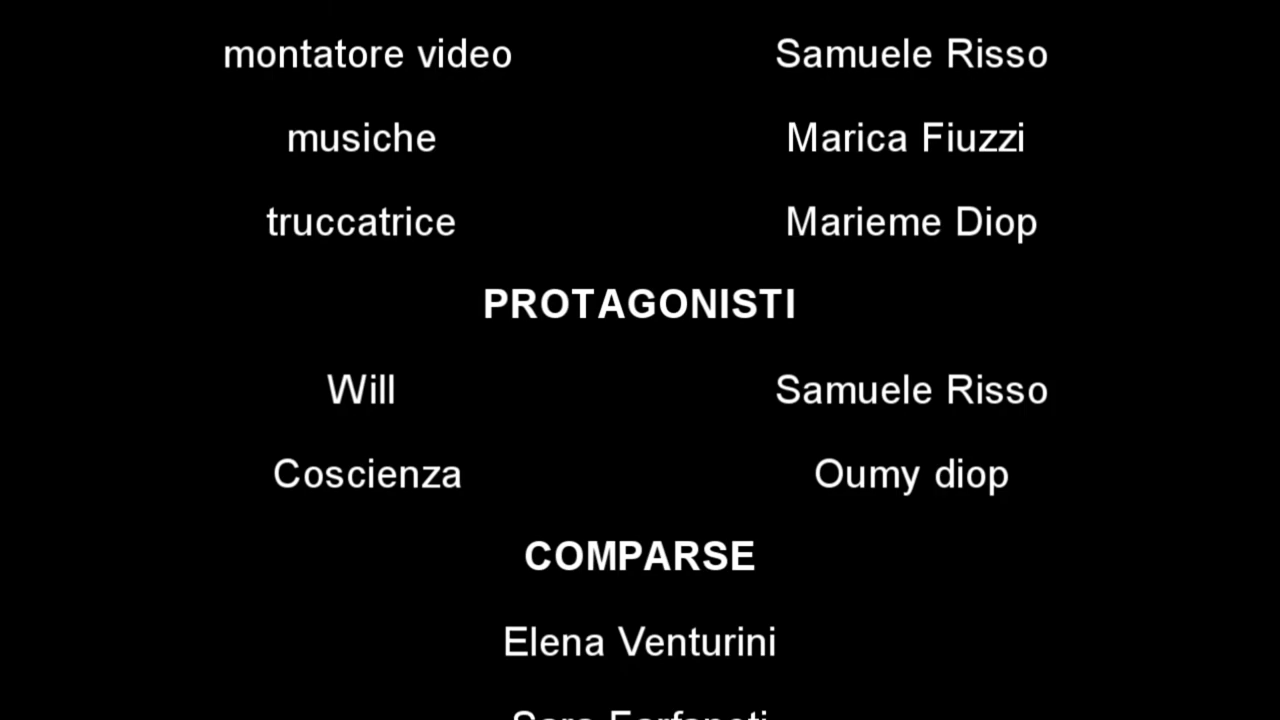 montatore video Samuele Risso
musiche Marica Fiuzzi
truccatrice Marieme Diop
PROTAGONISTI
Will Samuele Risso
Coscienza Oumy diop
COMPARSE
Elena Venturini